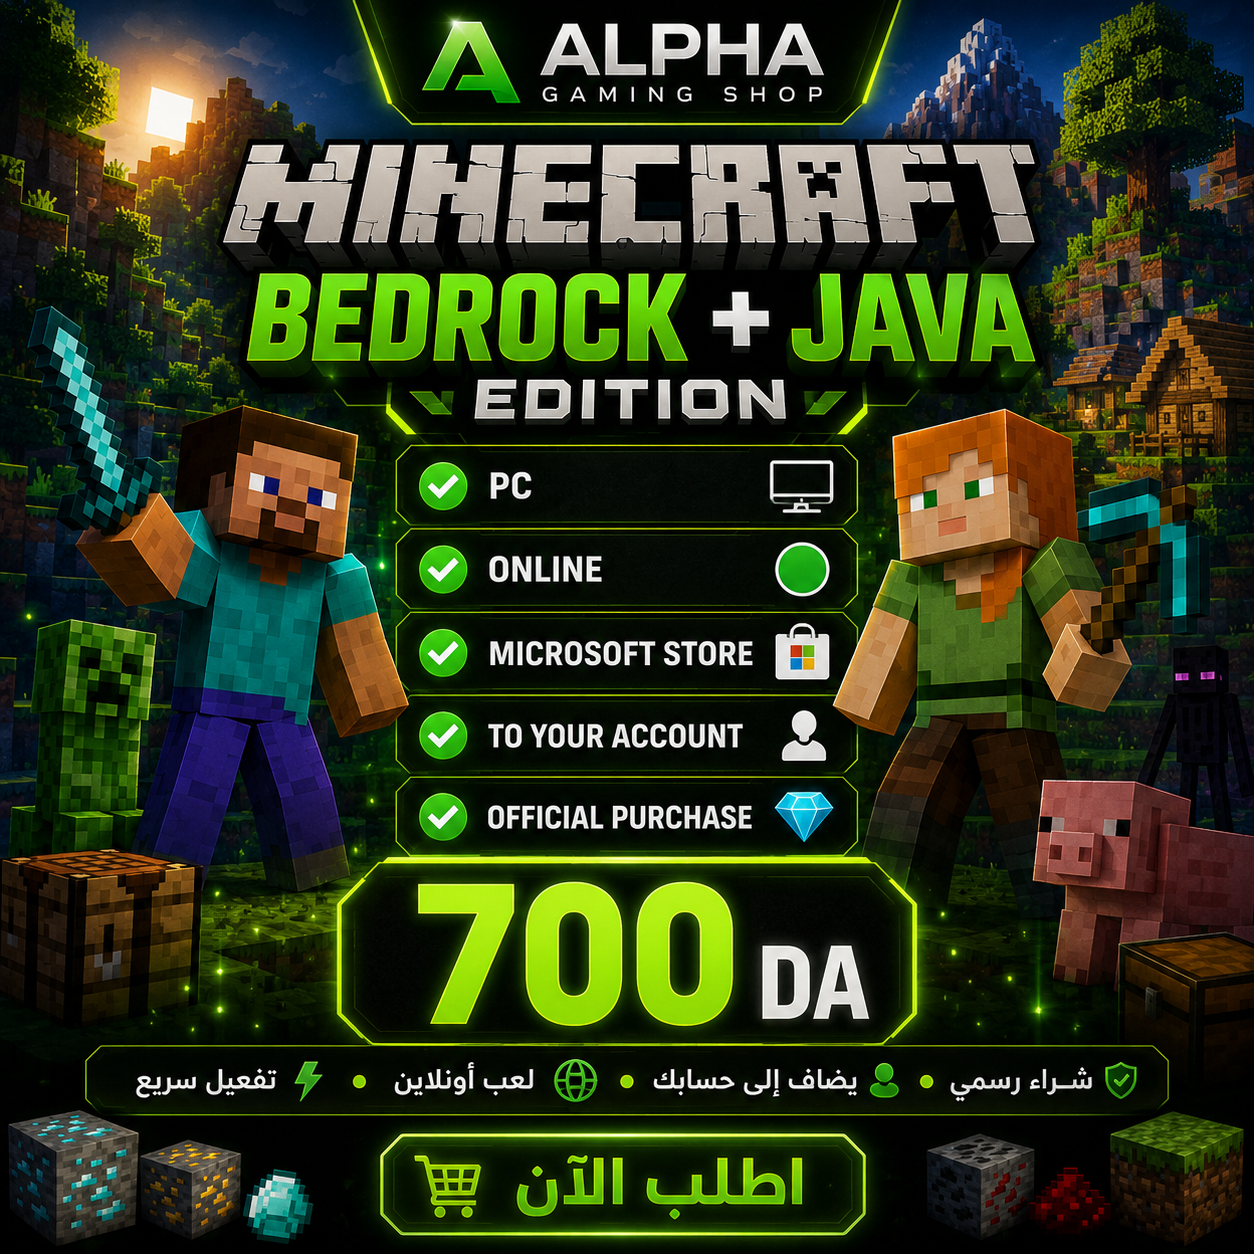 ALPHA
GAMING SHOP
MINECRAFT
BEDROCK + JAVA
EDITION
PC
ONLINE
MICROSOFT STORE
TO YOUR ACCOUNT
OFFICIAL PURCHASE
700 DA
شراء رسمي • يضاف إلى حسابك • لعب أونلاين • تفعيل سريع
اطلب الآن